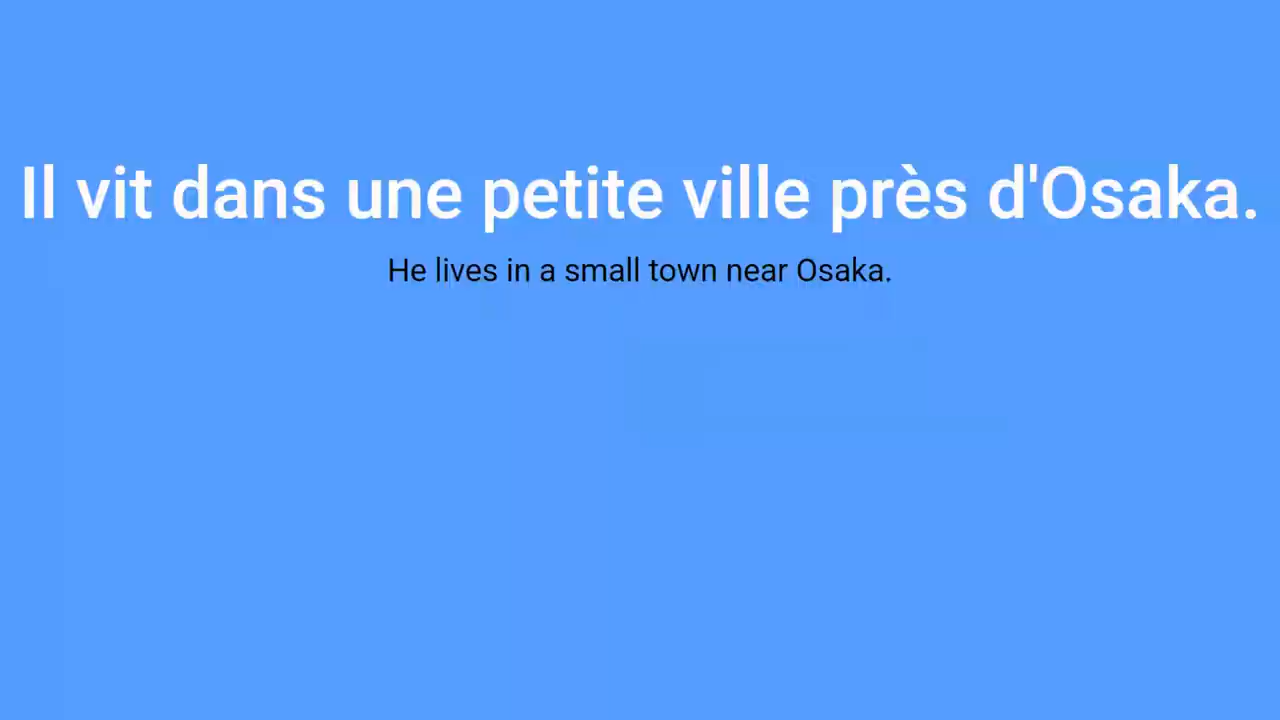 Il vit dans une petite ville près d'Osaka.
He lives in a small town near Osaka.